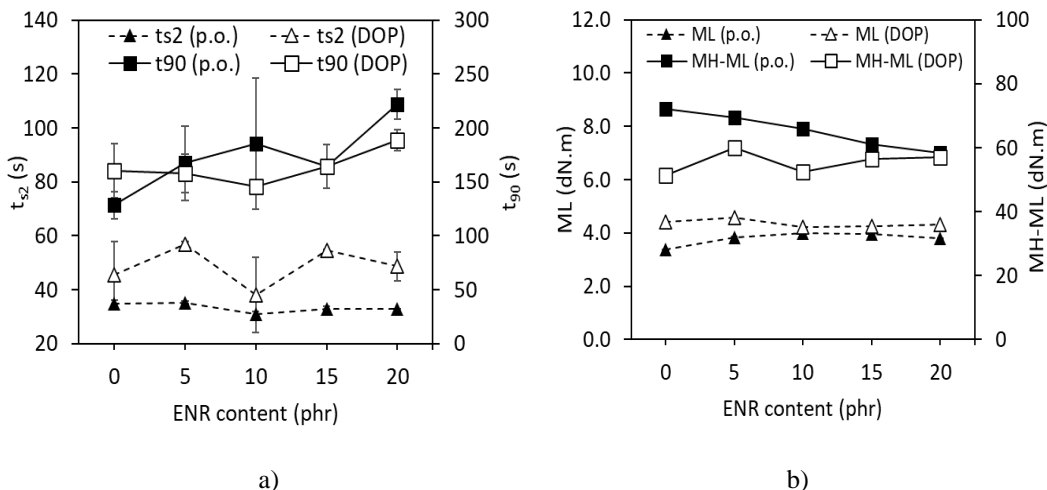 ts2 (p.o.) ts2 (DOP)
t90 (p.o.) t90 (DOP)
140
120
100
80
60
40
20
300
250
200
150
100
50
0
ts2 (s)
t90 (s)
0 5 10 15 20
ENR content (phr)
a)
ML (p.o.) ML (DOP)
MH-ML (p.o.) MH-ML (DOP)
12.0
10.0
8.0
6.0
4.0
2.0
0.0
100
80
60
40
20
0
ML (dN.m)
MH-ML (dN.m)
0 5 10 15 20
ENR content (phr)
b)